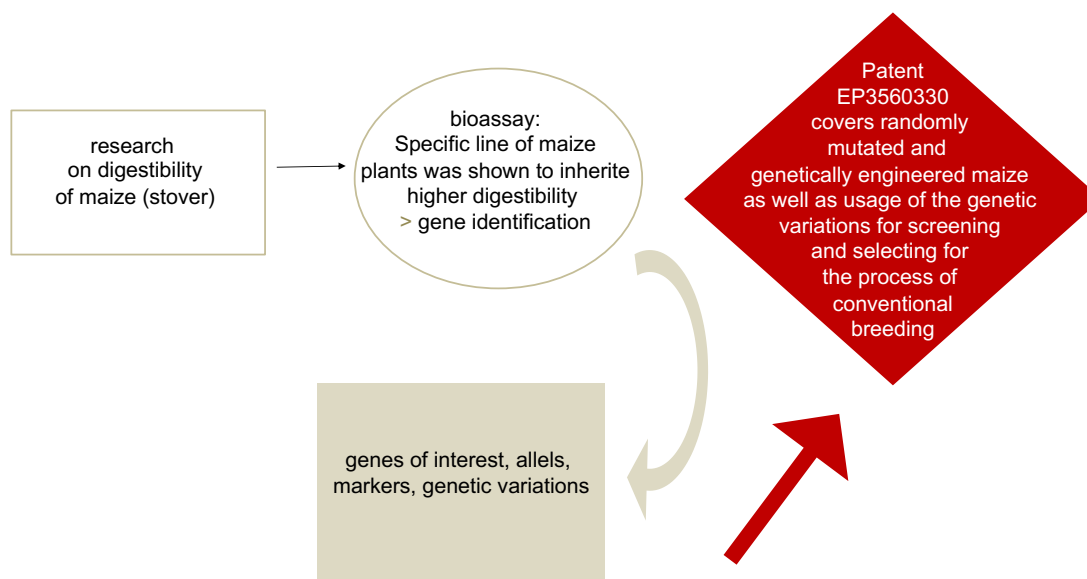 research
on digestibility
of maize (stover)
bioassay:
Specific line of maize
plants was shown to inherite
higher digestibility
> gene identification
Patent
EP3560330
covers randomly
mutated and
genetically engineered maize
as well as usage of the genetic
variations for screening
and selecting for
the process of
conventional
breeding
genes of interest, allels,
markers, genetic variations